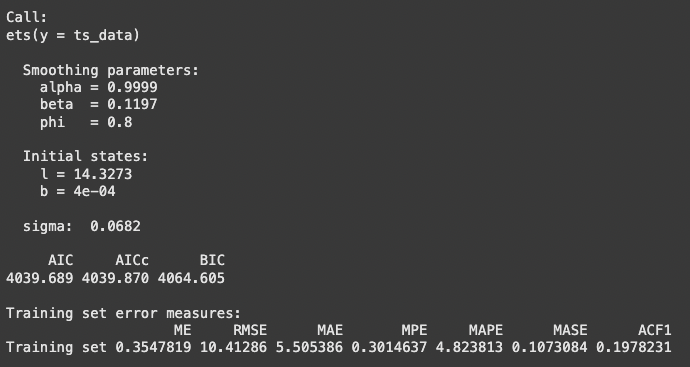 Call:
ets(y = ts_data)
Smoothing parameters:
alpha = 0.9999
beta  = 0.1197
phi   = 0.8
Initial states:
l = 14.3273
b = 4e-04
sigma:  0.0682
AIC     AICc      BIC
4039.689 4039.870 4064.605
Training set error measures:
ME     RMSE      MAE       MPE     MAPE      MASE      ACF1
Training set 0.3547819 10.41286 5.505386 0.3014637 4.823813 0.1073084 0.1978231